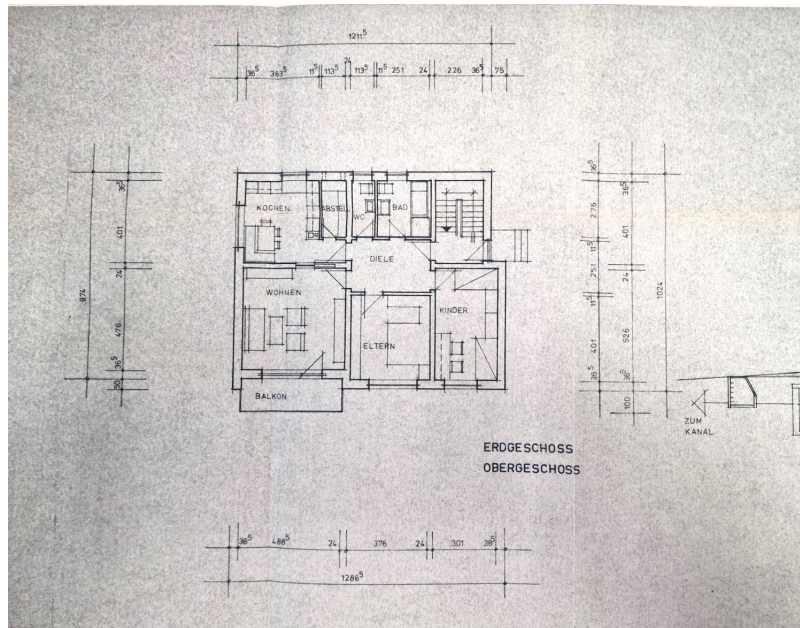 1211⁵
36⁵ 363⁵ 11⁵ 113⁵ 24 113⁵ 11⁵ 251 24 226 36⁵ 75
KOCHEN
ABSTELL
WC
BAD
DIELE
WOHNEN
ELTERN
KINDER
BALKON
974
36⁵ 401 24 476 36⁵ 50
36⁵ 276 11⁵ 251 11⁵ 401 36⁵
36⁵ 401 24 526 36⁵ 100
1024
ZUM
KANAL
ERDGESCHOSS
OBERGESCHOSS
36⁵ 488⁵ 24 376 24 301 36⁵
1286⁵